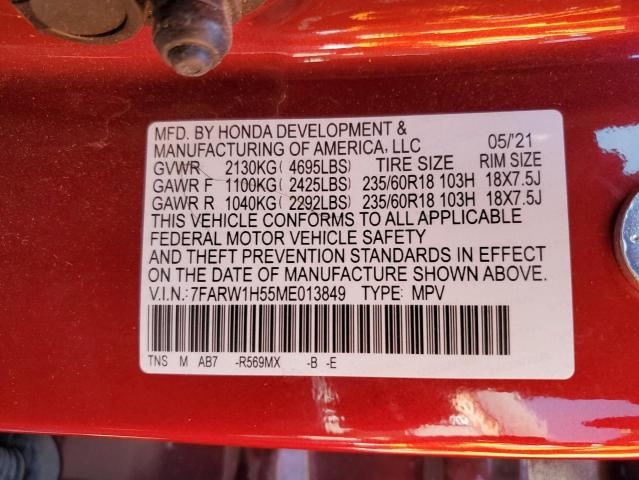 MFD. BY HONDA DEVELOPMENT &
MANUFACTURING OF AMERICA, LLC 05/'21
GVWR 2130KG( 4695LBS) TIRE SIZE RIM SIZE
GAWR F 1100KG( 2425LBS) 235/60R18 103H 18X7.5J
GAWR R 1040KG( 2292LBS) 235/60R18 103H 18X7.5J
THIS VEHICLE CONFORMS TO ALL APPLICABLE
FEDERAL MOTOR VEHICLE SAFETY
AND THEFT PREVENTION STANDARDS IN EFFECT
ON THE DATE OF MANUFACTURE SHOWN ABOVE.
V.I.N.: 7FARW1H55ME013849 TYPE: MPV
TNS M AB7 -R569MX -B -E